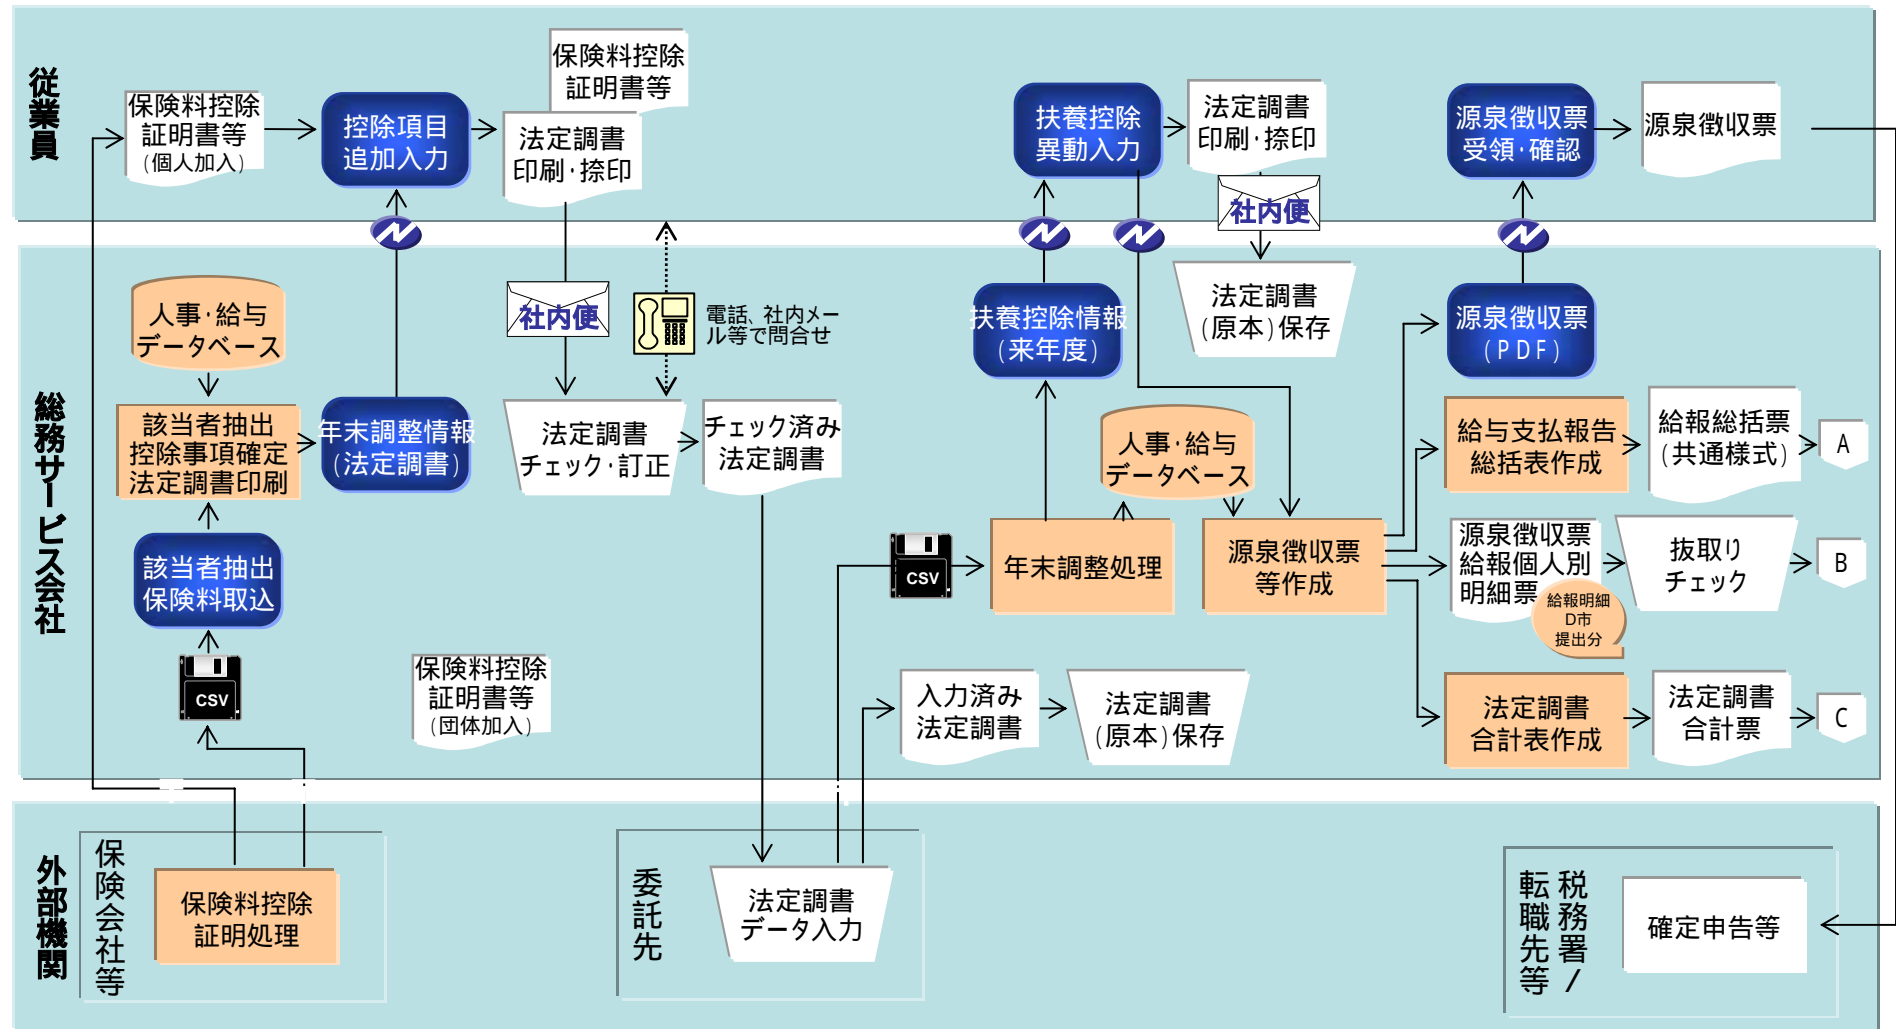 従業員
保険料控除
証明書等
(個人加入)
控除項目
追加入力
保険料控除
証明書等
法定調書
印刷・捺印
扶養控除
異動入力
法定調書
印刷・捺印
社内便
源泉徴収票
受領・確認
源泉徴収票
総務サービス会社
人事・給与
データベース
該当者抽出
控除事項確定
法定調書印刷
年末調整情報
(法定調書)
該当者抽出
保険料取込
CSV
社内便
電話、社内メー
ル等で問合せ
法定調書
チェック・訂正
チェック済み
法定調書
保険料控除
証明書等
(団体加入)
扶養控除情報
(来年度)
法定調書
(原本)保存
人事・給与
データベース
CSV
年末調整処理
源泉徴収票
等作成
入力済み
法定調書
法定調書
(原本)保存
源泉徴収票
(PDF)
給与支払報告
総括表作成
給報総括票
(共通様式)
A
源泉徴収票
給報個人別
明細票
給報明細
D市
提出分
抜取り
チェック
B
法定調書
合計表作成
法定調書
合計票
C
外部機関
保険会社等
保険料控除
証明処理
委託先
法定調書
データ入力
税務署/
転職先等
確定申告等